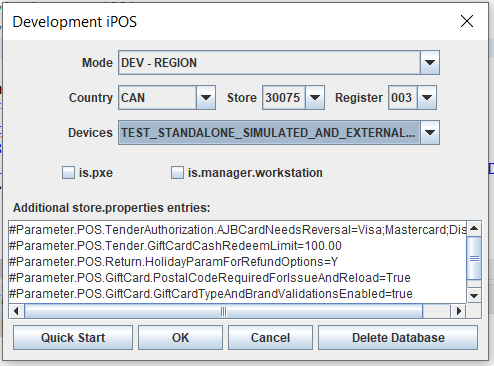 Development iPOS
Mode DEV - REGION
Country CAN Store 30075 Register 003
Devices TEST_STANDALONE_SIMULATED_AND_EXTERNAL...
is.pxe is.manager.workstation
Additional store.properties entries:
#Parameter.POS.TenderAuthorization.AJBCardNeedsReversal=Visa;Mastercard;Dis
#Parameter.POS.Tender.GiftCardCashRedeemLimit=100.00
#Parameter.POS.Return.HolidayParamForRefundOptions=Y
#Parameter.POS.GiftCard.PostalCodeRequiredForIssueAndReload=True
#Parameter.POS.GiftCard.GiftCardTypeAndBrandValidationsEnabled=true
Quick Start OK Cancel Delete Database